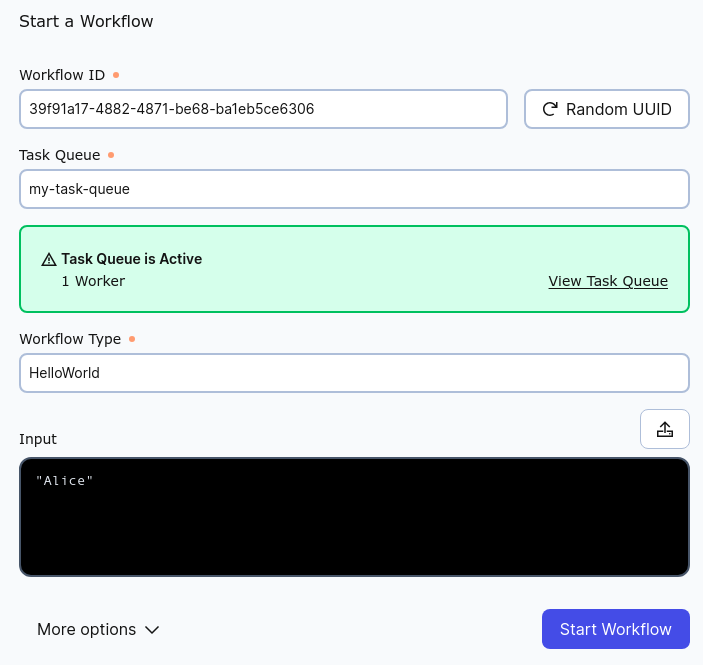 Start a Workflow
Workflow ID
39f91a17-4882-4871-be68-ba1eb5ce6306
Random UUID
Task Queue
my-task-queue
Task Queue is Active
1 Worker
View Task Queue
Workflow Type
HelloWorld
Input
"Alice"
More options
Start Workflow